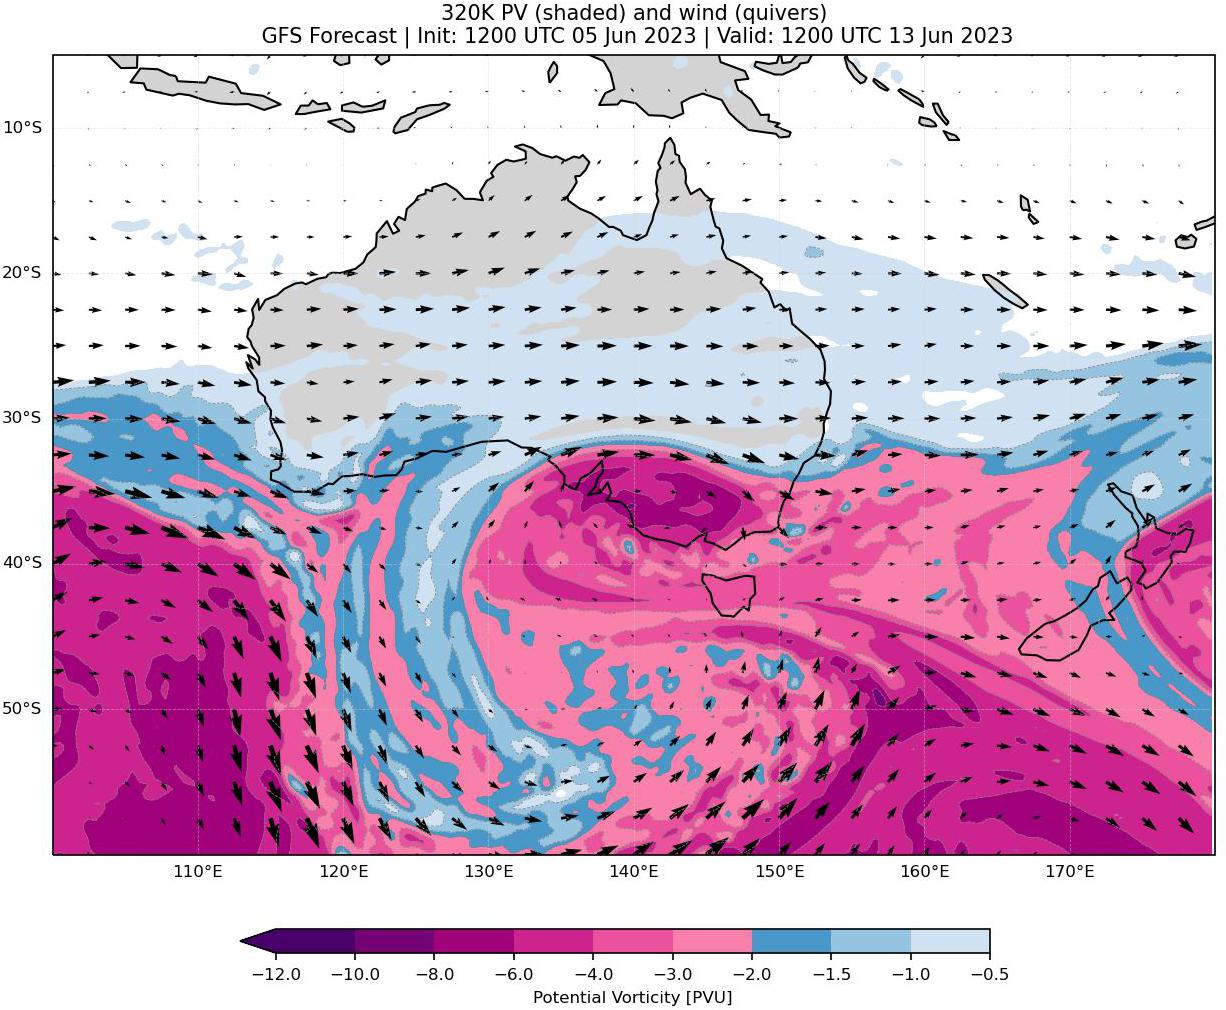 320K PV (shaded) and wind (quivers)
GFS Forecast | Init: 1200 UTC 05 Jun 2023 | Valid: 1200 UTC 13 Jun 2023
10°S
20°S
30°S
40°S
50°S
110°E 120°E 130°E 140°E 150°E 160°E 170°E
−12.0 −10.0 −8.0 −6.0 −4.0 −3.0 −2.0 −1.5 −1.0 −0.5
Potential Vorticity [PVU]